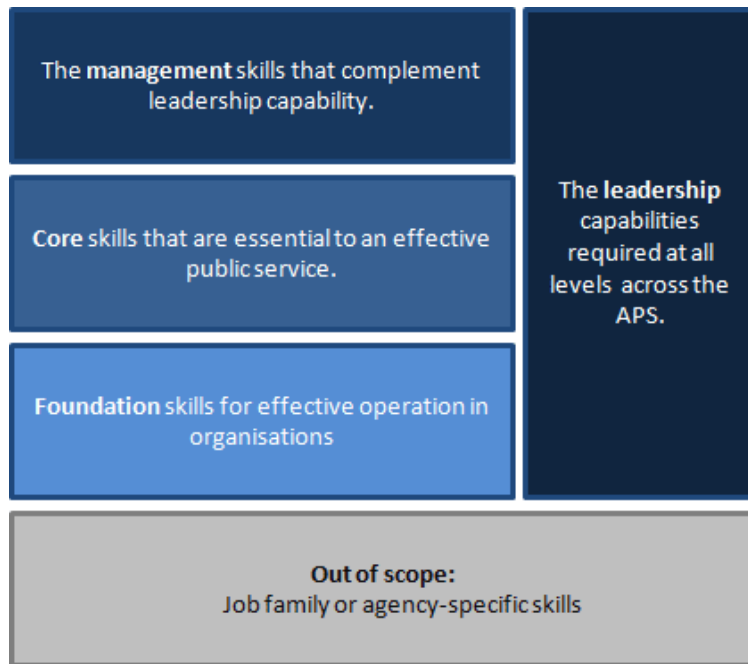 The management skills that complement
leadership capability.
Core skills that are essential to an effective
public service.
Foundation skills for effective operation in
organisations
The leadership
capabilities
required at all
levels across the
APS.
Out of scope:
Job family or agency-specific skills